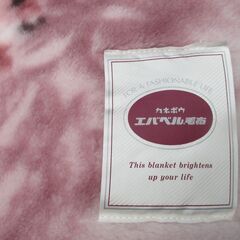 FOR A FASHIONABLE LIFE
カネボウ
エバベル毛布
This blanket brightens
up your life